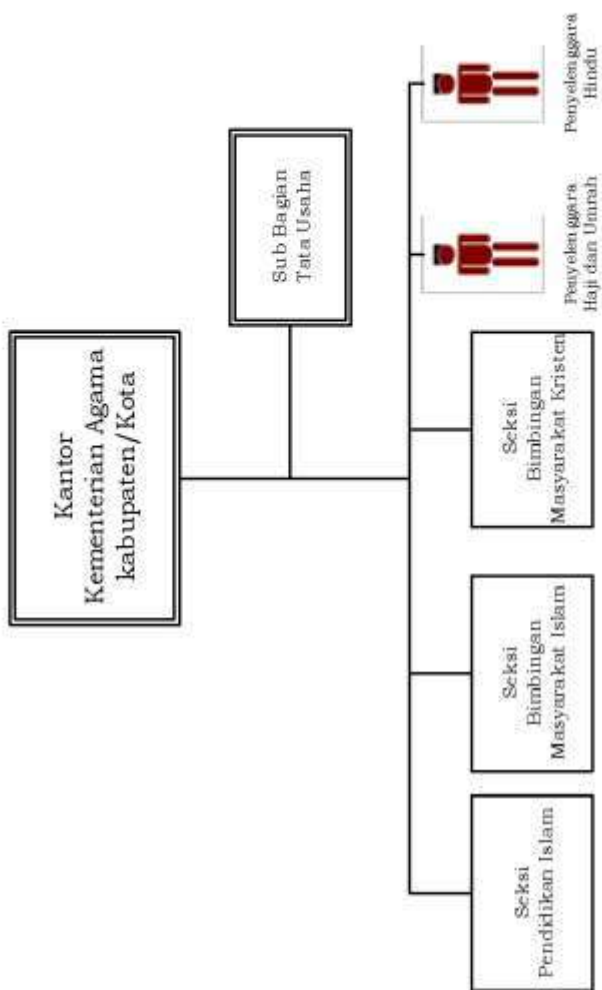 Kantor
Kementerian Agama
kabupaten/Kota
Sub Bagian
Tata Usaha
Seksi
Pendidikan Islam
Seksi
Bimbingan
Masyarakat Islam
Seksi
Bimbingan
Masyarakat Kristen
Penyelenggara
Haji dan Umrah
Penyelenggara
Hindu